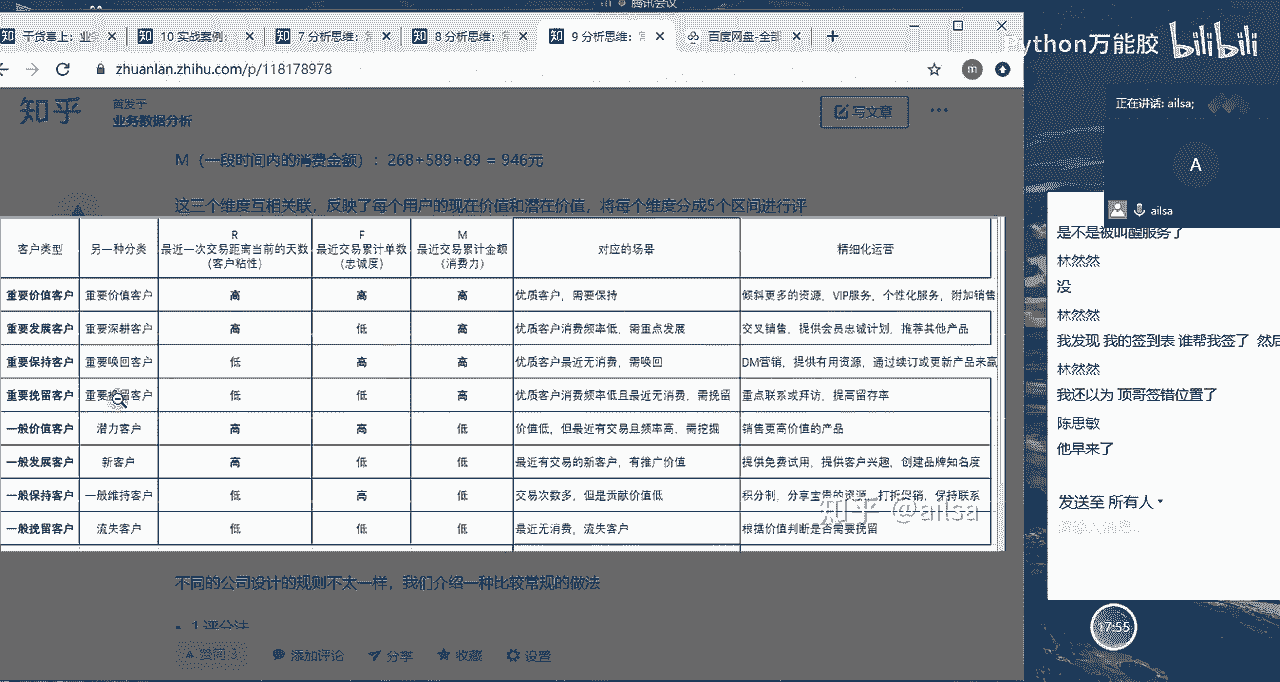 腾讯会议
干货奉上：业
10 实战案例：
7 分析思维：
8 分析思维：
9 分析思维：
百度网盘-全部
zhuanlan.zhihu.com/p/118178978
m
Python万能胶 bilibili
知乎
首发于
业务数据分析
写文章
正在讲话: ailsa;
A
ailsa
M（一段时间内的消费金额）：268+589+89 = 946元
这三个维度互相关联，反映了每个用户的现在价值和潜在价值，将每个维度分成5个区间进行评
客户类型 另一种分类 R 最近一次交易距离当前的天数（客户粘性） F 最近交易累计单数（忠诚度） M 最近交易累计金额（消费力） 对应的场景 精细化运营
重要价值客户 重要价值客户 高 高 高 优质客户，需要保持 倾斜更多的资源，VIP服务，个性化服务，附加销售
重要发展客户 重要深耕客户 高 低 高 优质客户消费频率低，需重点发展 交叉销售，提供会员忠诚计划，推荐其他产品
重要保持客户 重要唤回客户 低 高 高 优质客户最近无消费，需唤回 DM营销，提供有用资源，通过续订或更新产品来赢
重要挽留客户 重要挽留客户 低 低 高 优质客户消费频率低且最近无消费，需挽留 重点联系或拜访，提高留存率
一般价值客户 潜力客户 高 高 低 价值低，但最近有交易且频率高，需挖掘 销售更高价值的产品
一般发展客户 新客户 高 低 低 最近有交易的新客户，有推广价值 提供免费试用，提供客户兴趣，创建品牌知名度
一般保持客户 一般维持客户 低 高 低 交易次数多，但是贡献价值低 积分制，分享宝贵的资源，打折促销，保持联系
一般挽留客户 流失客户 低 低 低 最近无消费，流失客户 根据价值判断是否需要挽留
知乎 @ailsa
不同的公司设计的规则不太一样，我们介绍一种比较常规的做法
1 评分法
赞同 3 添加评论 分享 收藏 设置
是不是被叫醒服务了
林然然
没
林然然
我发现 我的签到表 谁帮我签了 然后
林然然
我还以为 顶哥签错位置了
陈思敏
他早来了
发送至 所有人
请输入消息...
17:55